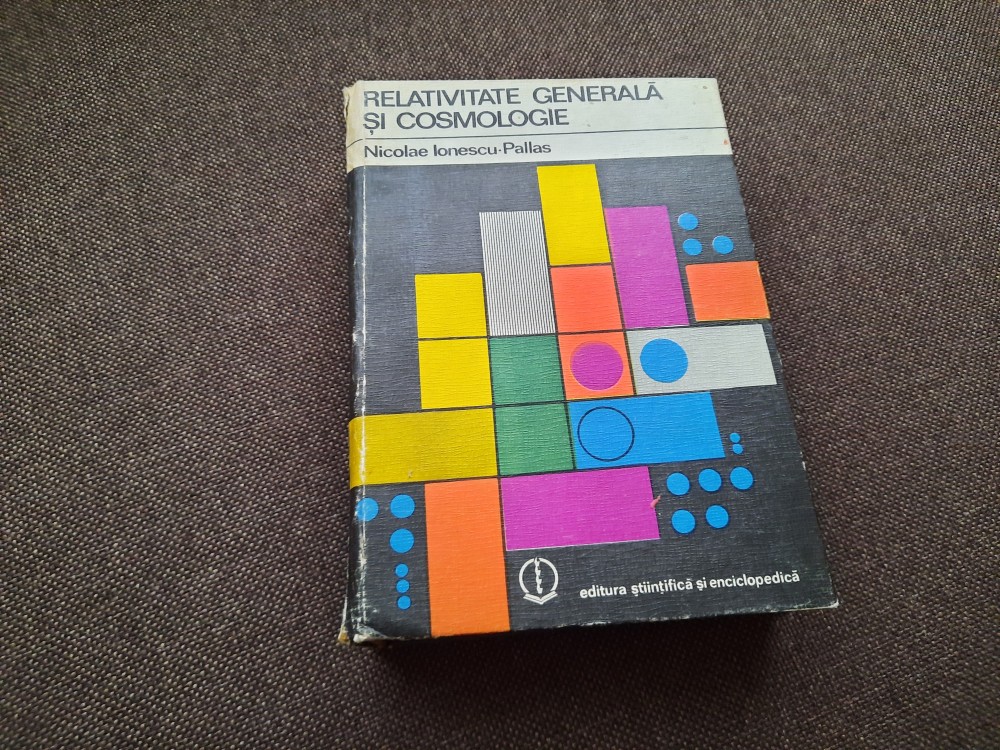 RELATIVITATE GENERALĂ
ȘI COSMOLOGIE
Nicolae Ionescu-Pallas
editura științifică și enciclopedică